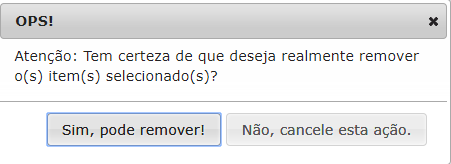 OPS!
Atenção: Tem certeza de que deseja realmente remover
o(s) item(s) selecionado(s)?
Sim, pode remover!
Não, cancele esta ação.